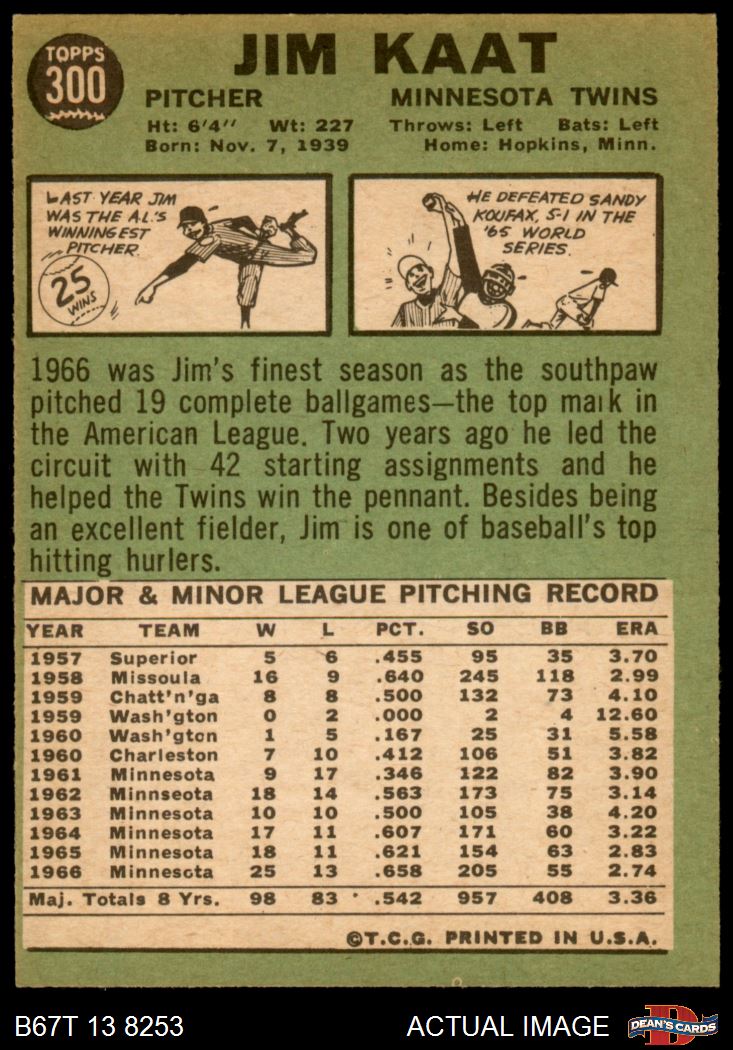 TOPPS
300
JIM KAAT
PITCHER MINNESOTA TWINS
Ht: 6'4" Wt: 227 Throws: Left Bats: Left
Born: Nov. 7, 1939 Home: Hopkins, Minn.
LAST YEAR JIM
WAS THE A.L.'S
WINNINGEST
PITCHER.
25
WINS
HE DEFEATED SANDY
KOUFAX, 5-1 IN THE
'65 WORLD
SERIES.
1966 was Jim's finest season as the southpaw
pitched 19 complete ballgames—the top mark in
the American League. Two years ago he led the
circuit with 42 starting assignments and he
helped the Twins win the pennant. Besides being
an excellent fielder, Jim is one of baseball's top
hitting hurlers.
MAJOR & MINOR LEAGUE PITCHING RECORD
YEAR TEAM W L PCT. SO BB ERA
1957 Superior 5 6 .455 95 35 3.70
1958 Missoula 16 9 .640 245 118 2.99
1959 Chatt'n'ga 8 8 .500 132 73 4.10
1959 Wash'gton 0 2 .000 2 4 12.60
1960 Wash'gton 1 5 .167 25 31 5.58
1960 Charleston 7 10 .412 106 51 3.82
1961 Minnesota 9 17 .346 122 82 3.90
1962 Minnseota 18 14 .563 173 75 3.14
1963 Minnesota 10 10 .500 105 38 4.20
1964 Minnesota 17 11 .607 171 60 3.22
1965 Minnesota 18 11 .621 154 63 2.83
1966 Minnesota 25 13 .658 205 55 2.74
Maj. Totals 8 Yrs. 98 83 .542 957 408 3.36
©T.C.G. PRINTED IN U.S.A.
B67T 13 8253 ACTUAL IMAGE DEAN'S CARDS